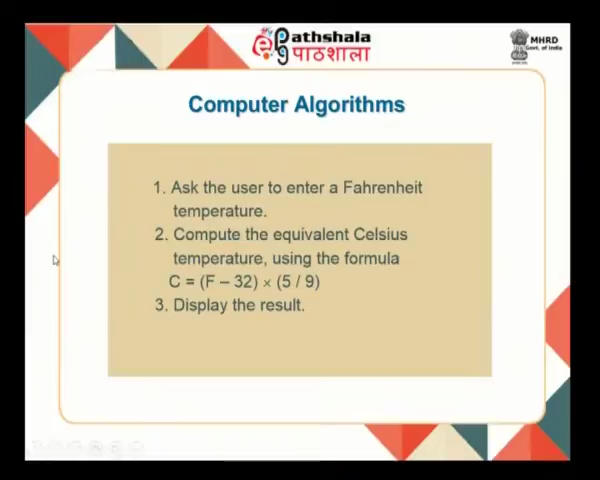 Pathshala
पाठशाला
MHRD
Govt. of India
Computer Algorithms
1. Ask the user to enter a Fahrenheit
temperature.
2. Compute the equivalent Celsius
temperature, using the formula
C = (F – 32) × (5 / 9)
3. Display the result.